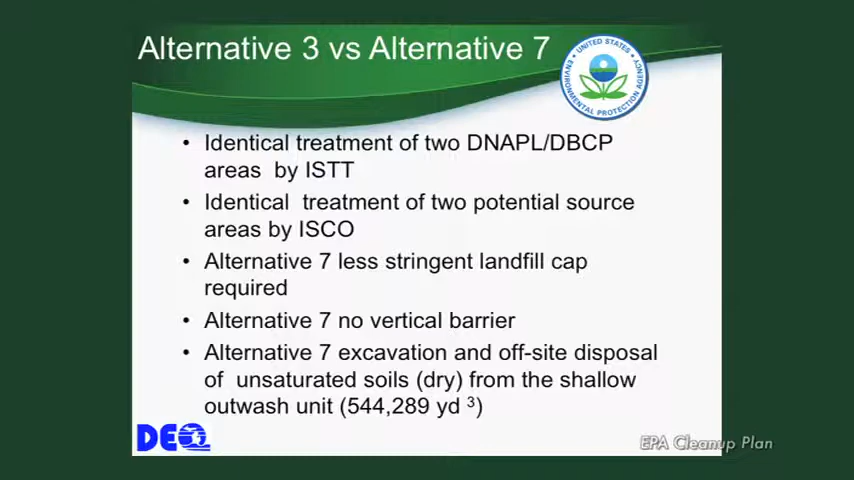 Alternative 3 vs Alternative 7
UNITED STATES
ENVIRONMENTAL PROTECTION AGENCY
• Identical treatment of two DNAPL/DBCP
areas by ISTT
• Identical treatment of two potential source
areas by ISCO
• Alternative 7 less stringent landfill cap
required
• Alternative 7 no vertical barrier
• Alternative 7 excavation and off-site disposal
of unsaturated soils (dry) from the shallow
outwash unit (544,289 yd ³)
DEQ
EPA Cleanup Plan